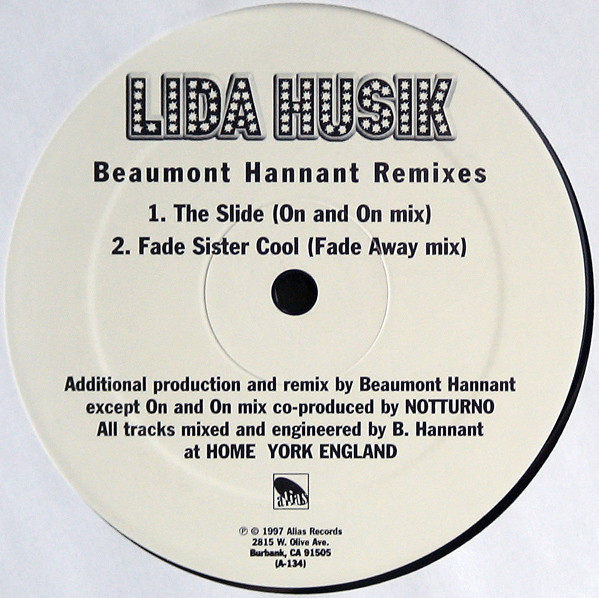 LIDA HUSIK
Beaumont Hannant Remixes
1. The Slide (On and On mix)
2. Fade Sister Cool (Fade Away mix)
Additional production and remix by Beaumont Hannant
except On and On mix co-produced by NOTTURNO
All tracks mixed and engineered by B. Hannant
at HOME YORK ENGLAND
alias
℗ © 1997 Alias Records
2815 W. Olive Ave.
Burbank, CA 91505
(A-134)